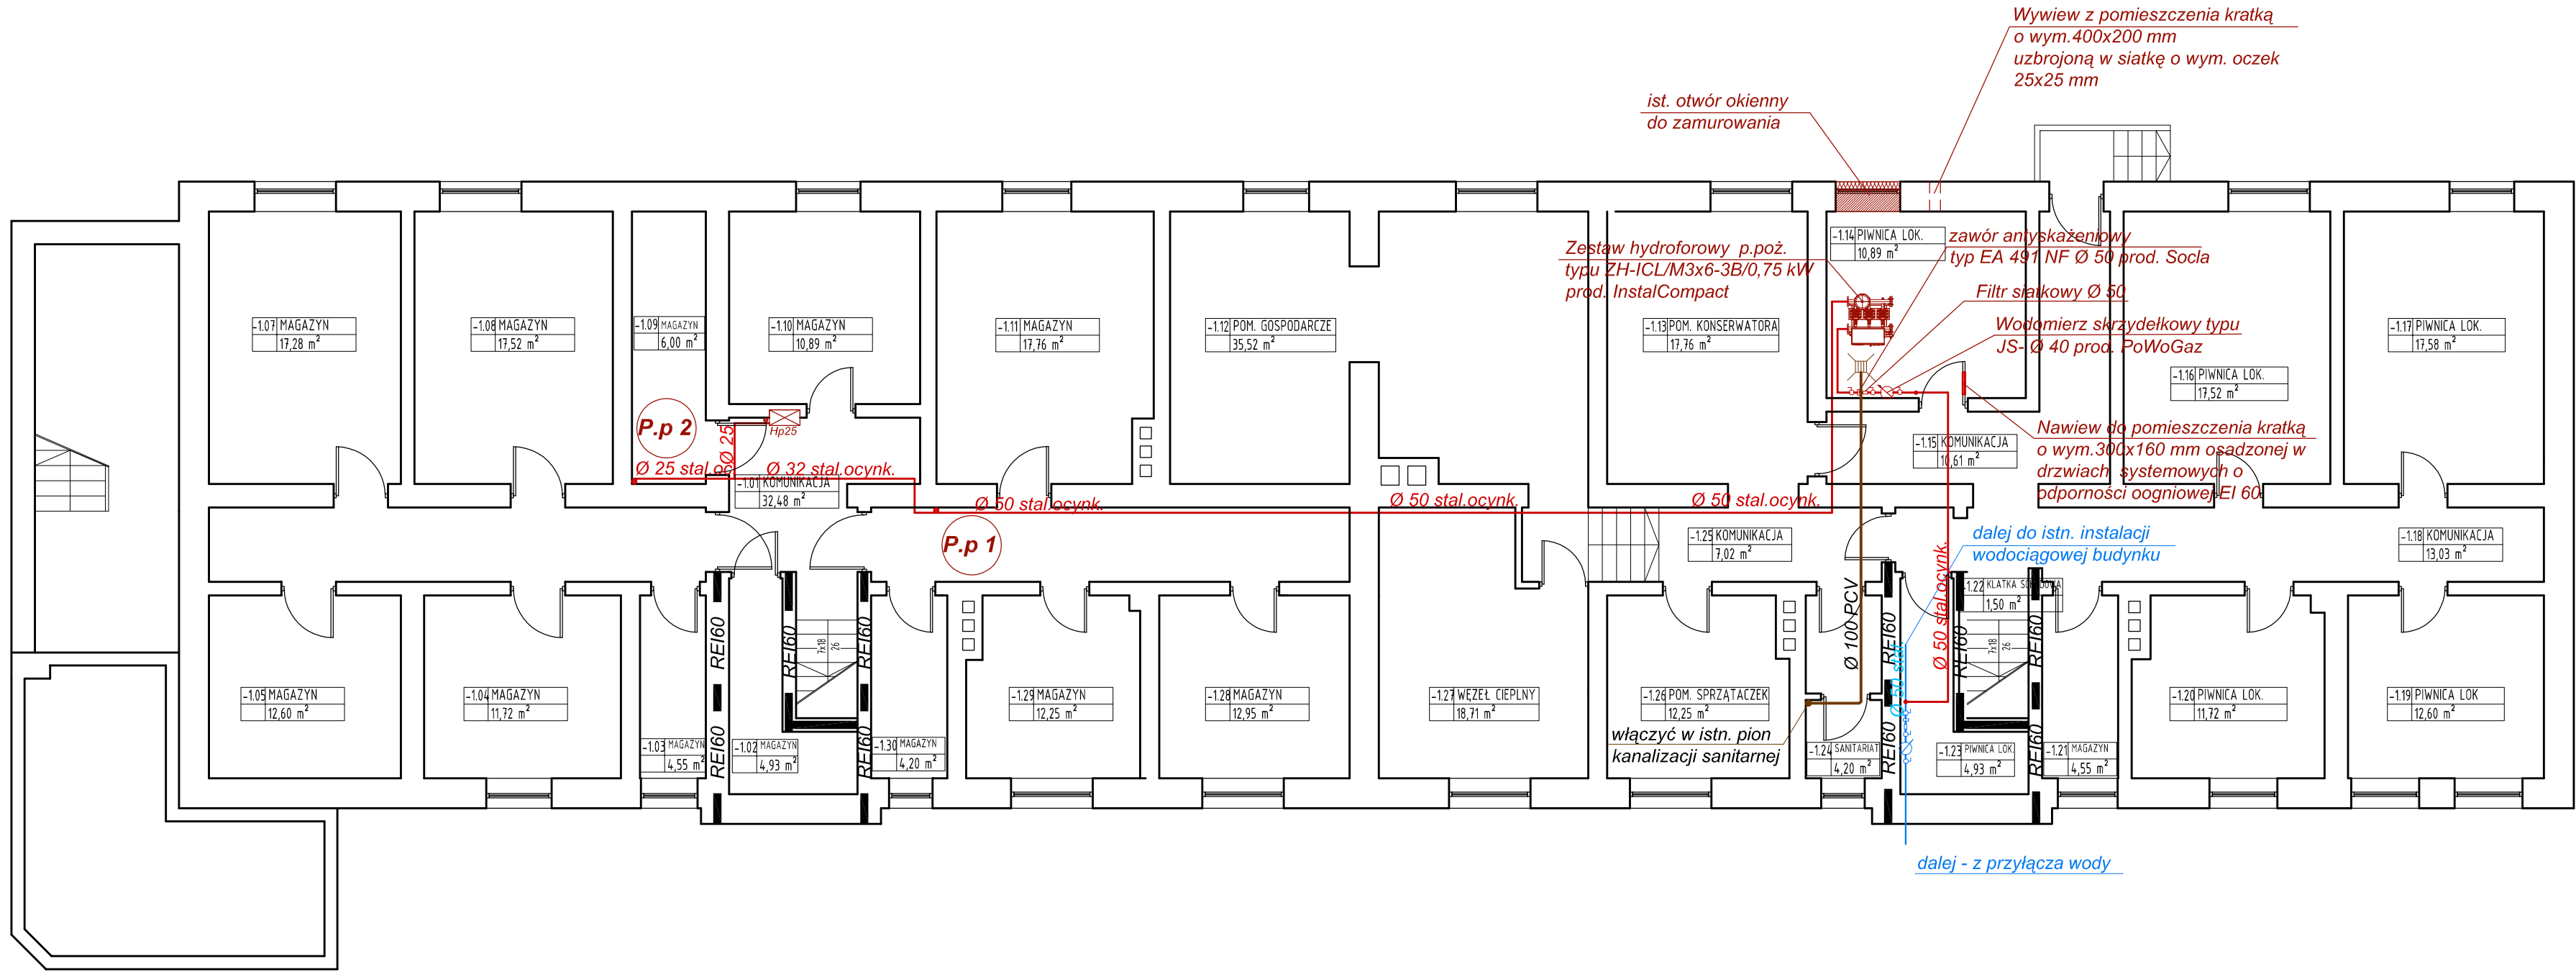 Wywiew z pomieszczenia kratką
o wym.400x200 mm
uzbrojoną w siatkę o wym. oczek
25x25 mm
ist. otwór okienny
do zamurowania
Zestaw hydroforowy p.poż.
typu ZH-ICL/M3x6-3B/0,75 kW
prod. InstalCompact
-1.14 PIWNICA LOK.
10,89 m²
zawór antyskażeniowy
typ EA 491 NF Ø 50 prod. Socla
Filtr siatkowy Ø 50
Wodomierz skrzydełkowy typu
JS- Ø 40 prod. PoWoGaz
-1.07 MAGAZYN
17,28 m²
-1.08 MAGAZYN
17,52 m²
-1.09 MAGAZYN
6,00 m²
-1.10 MAGAZYN
10,89 m²
-1.11 MAGAZYN
17,76 m²
-1.12 POM. GOSPODARCZE
35,52 m²
-1.13 POM. KONSERWATORA
17,76 m²
-1.16 PIWNICA LOK.
17,52 m²
-1.17 PIWNICA LOK.
17,58 m²
P.p 2
Hp25
Ø 25
Ø 25 stal.oc
Ø 32 stal.ocynk.
-1.01 KOMUNIKACJA
32,48 m²
Ø 50 stal.ocynk.
Ø 50 stal.ocynk.
Ø 50 stal.ocynk.
-1.15 KOMUNIKACJA
10,61 m²
Nawiew do pomieszczenia kratką
o wym.300x160 mm osadzonej w
drzwiach systemowych o
odporności oogniowej EI 60
P.p 1
-1.25 KOMUNIKACJA
7,02 m²
dalej do istn. instalacji
wodociągowej budynku
-1.18 KOMUNIKACJA
13,03 m²
-1.22 KLATKA SCHODOWA
1,50 m²
REI60
REI60
REI60
7x18
26
Ø 100 PCV
REI60
Ø 50 stal.ocynk.
REI60
7x18
26
REI60
Ø 50 stal.
-1.05 MAGAZYN
12,60 m²
-1.04 MAGAZYN
11,72 m²
-1.03 MAGAZYN
4,55 m²
REI60
-1.02 MAGAZYN
4,93 m²
REI60
-1.30 MAGAZYN
4,20 m²
-1.29 MAGAZYN
12,25 m²
-1.28 MAGAZYN
12,95 m²
-1.27 WĘZEŁ CIEPLNY
18,71 m²
-1.26 POM. SPRZĄTACZEK
12,25 m²
włączyć w istn. pion
kanalizacji sanitarnej
-1.24 SANITARIAT
4,20 m²
REI60
-1.23 PIWNICA LOK.
4,93 m²
REI60
-1.21 MAGAZYN
4,55 m²
-1.20 PIWNICA LOK.
11,72 m²
-1.19 PIWNICA LOK
12,60 m²
dalej - z przyłącza wody